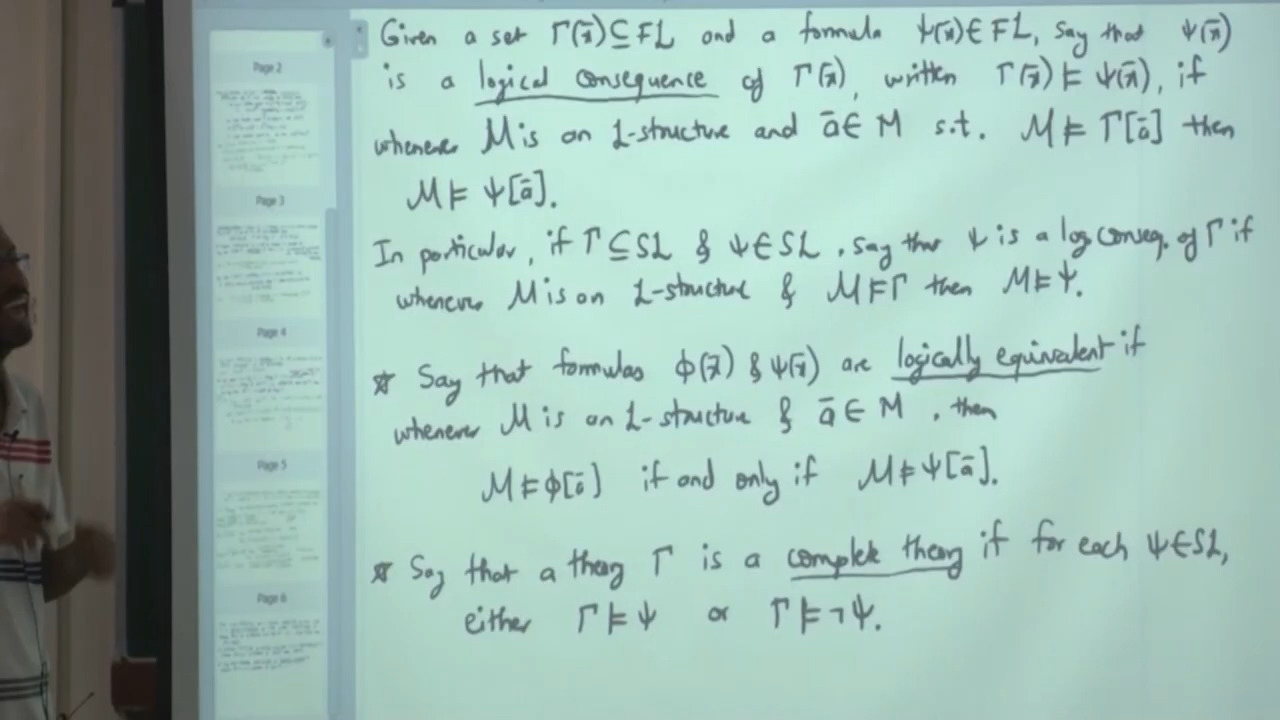 Page 2
Page 3
Page 4
Page 5
Page 6
Given a set Γ(x̄) ⊆ FL and a formula ψ(x̄) ∈ FL, say that ψ(x̄)
is a logical consequence of Γ(x̄), written Γ(x̄) ⊨ ψ(x̄), if
whenever M is an L-structure and ā ∈ M s.t. M ⊨ Γ[ā] then
M ⊨ ψ[ā].
In particular, if Γ ⊆ SL & ψ ∈ SL, say that ψ is a log. conseq. of Γ if
whenever M is an L-structure & M ⊨ Γ then M ⊨ ψ.
☆ Say that formulas ϕ(x̄) & ψ(x̄) are logically equivalent if
whenever M is an L-structure & ā ∈ M, then
M ⊨ ϕ[ā] if and only if M ⊨ ψ[ā].
☆ Say that a theory Γ is a complete theory if for each ψ ∈ SL,
either Γ ⊨ ψ or Γ ⊨ ¬ψ.